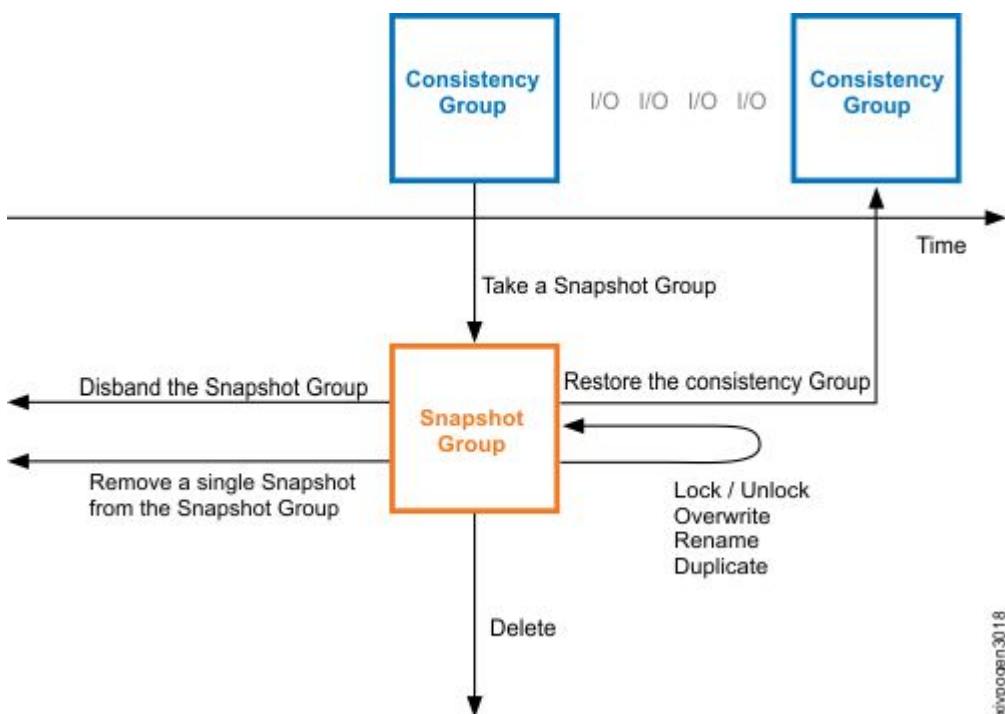 Consistency
Group
I/O I/O I/O I/O
Consistency
Group
Time
Take a Snapshot Group
Disband the Snapshot Group
Restore the consistency Group
Snapshot
Group
Remove a single Snapshot
from the Snapshot Group
Lock / Unlock
Overwrite
Rename
Duplicate
Delete